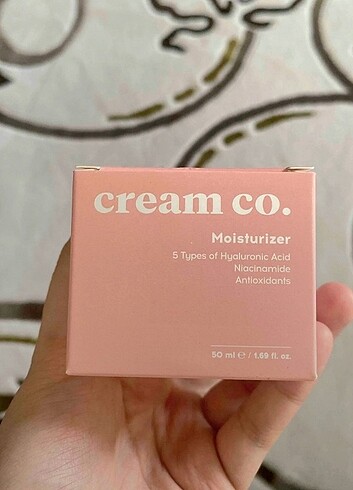 cream co.
Moisturizer
5 Types of Hyaluronic Acid
Niacinamide
Antioxidants
50 ml ℮ / 1.69 fl. oz.